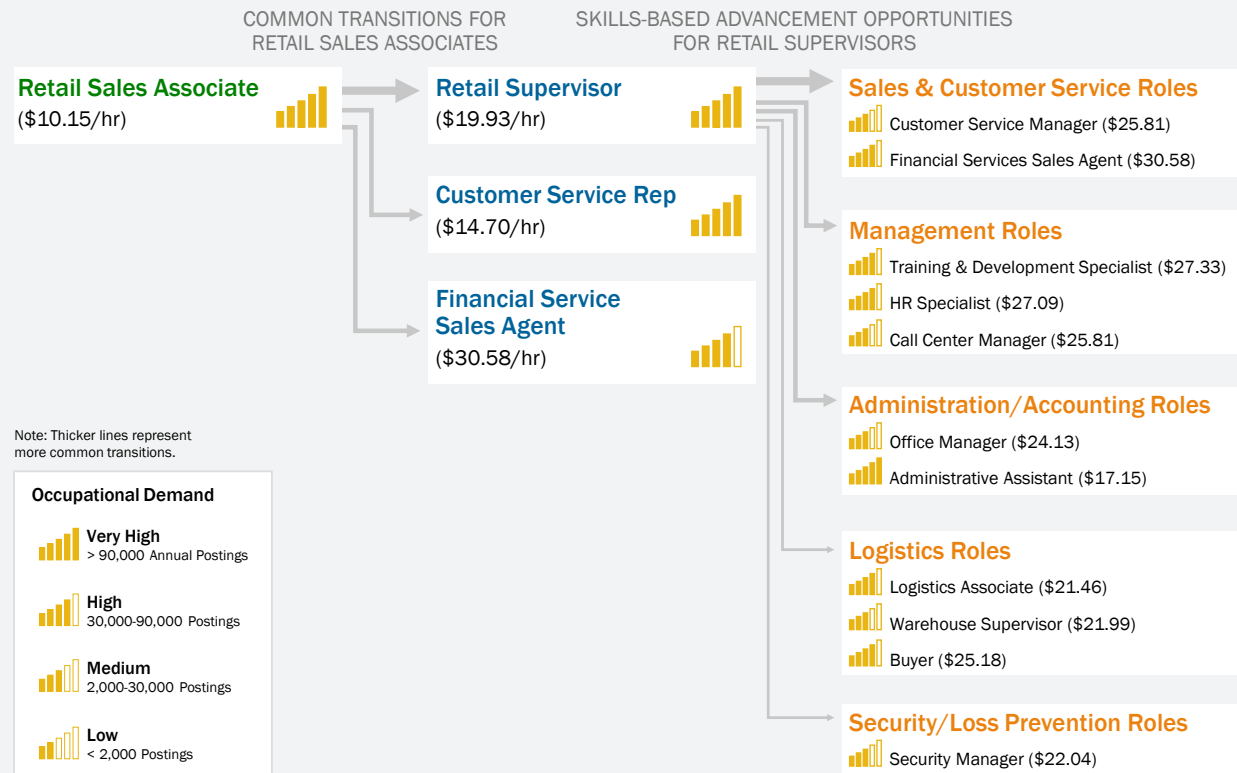 COMMON TRANSITIONS FOR
RETAIL SALES ASSOCIATES
SKILLS-BASED ADVANCEMENT OPPORTUNITIES
FOR RETAIL SUPERVISORS
Retail Sales Associate
($10.15/hr)
Retail Supervisor
($19.93/hr)
Customer Service Rep
($14.70/hr)
Financial Service
Sales Agent
($30.58/hr)
Sales & Customer Service Roles
Customer Service Manager ($25.81)
Financial Services Sales Agent ($30.58)
Management Roles
Training & Development Specialist ($27.33)
HR Specialist ($27.09)
Call Center Manager ($25.81)
Administration/Accounting Roles
Office Manager ($24.13)
Administrative Assistant ($17.15)
Logistics Roles
Logistics Associate ($21.46)
Warehouse Supervisor ($21.99)
Buyer ($25.18)
Security/Loss Prevention Roles
Security Manager ($22.04)
Note: Thicker lines represent
more common transitions.
Occupational Demand
Very High
> 90,000 Annual Postings
High
30,000-90,000 Postings
Medium
2,000-30,000 Postings
Low
< 2,000 Postings